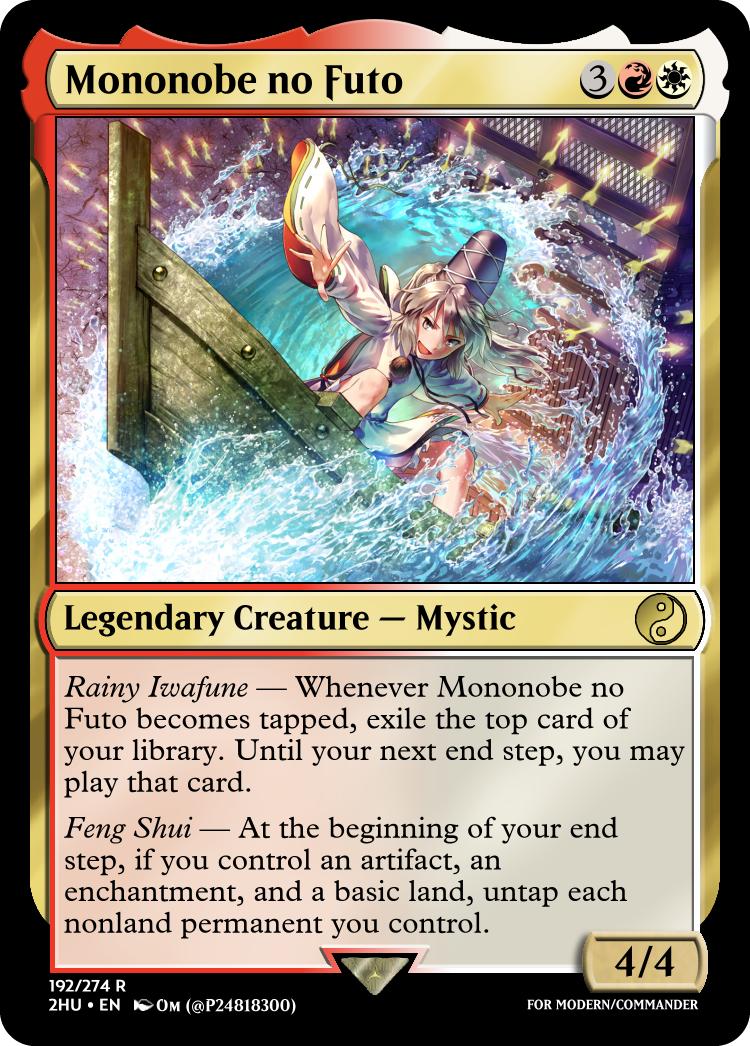 Mononobe no Futo 3
Legendary Creature — Mystic
Rainy Iwafune — Whenever Mononobe no
Futo becomes tapped, exile the top card of
your library. Until your next end step, you may
play that card.
Feng Shui — At the beginning of your end
step, if you control an artifact, an
enchantment, and a basic land, untap each
nonland permanent you control.
4/4
192/274 R
2HU • EN Om (@P24818300)
FOR MODERN/COMMANDER